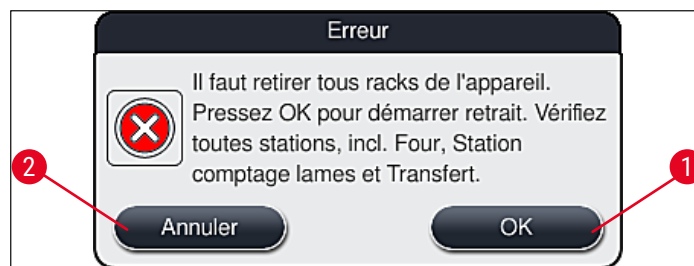 Erreur
Il faut retirer tous racks de l'appareil.
Pressez OK pour démarrer retrait. Vérifiez
toutes stations, incl. Four, Station
comptage lames et Transfert.
2
1
Annuler
OK